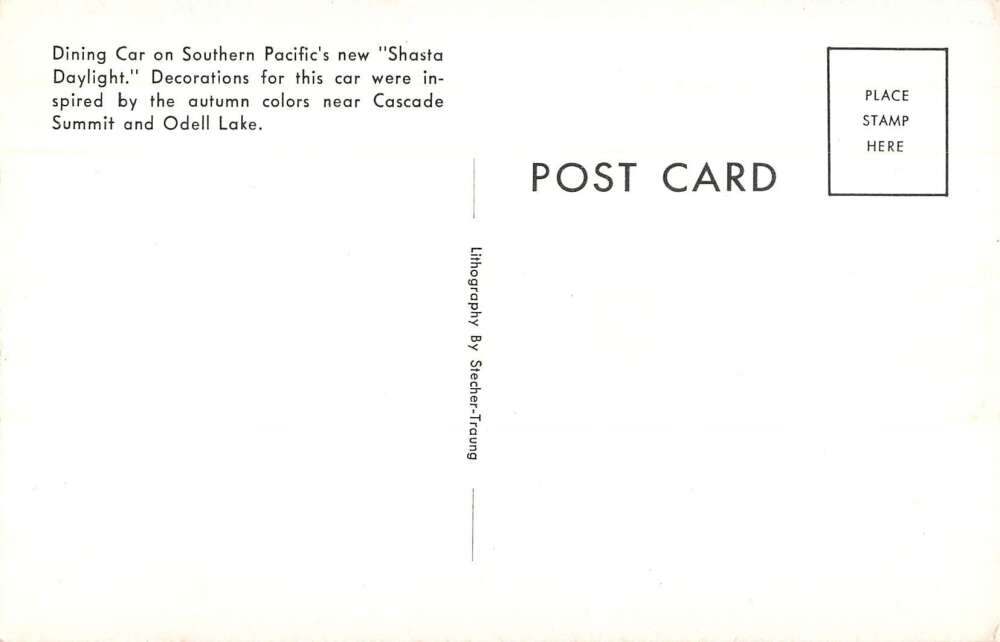 Dining Car on Southern Pacific's new "Shasta
Daylight." Decorations for this car were in-
spired by the autumn colors near Cascade
Summit and Odell Lake.
PLACE
STAMP
HERE
POST CARD
Lithography By Stecher-Traung